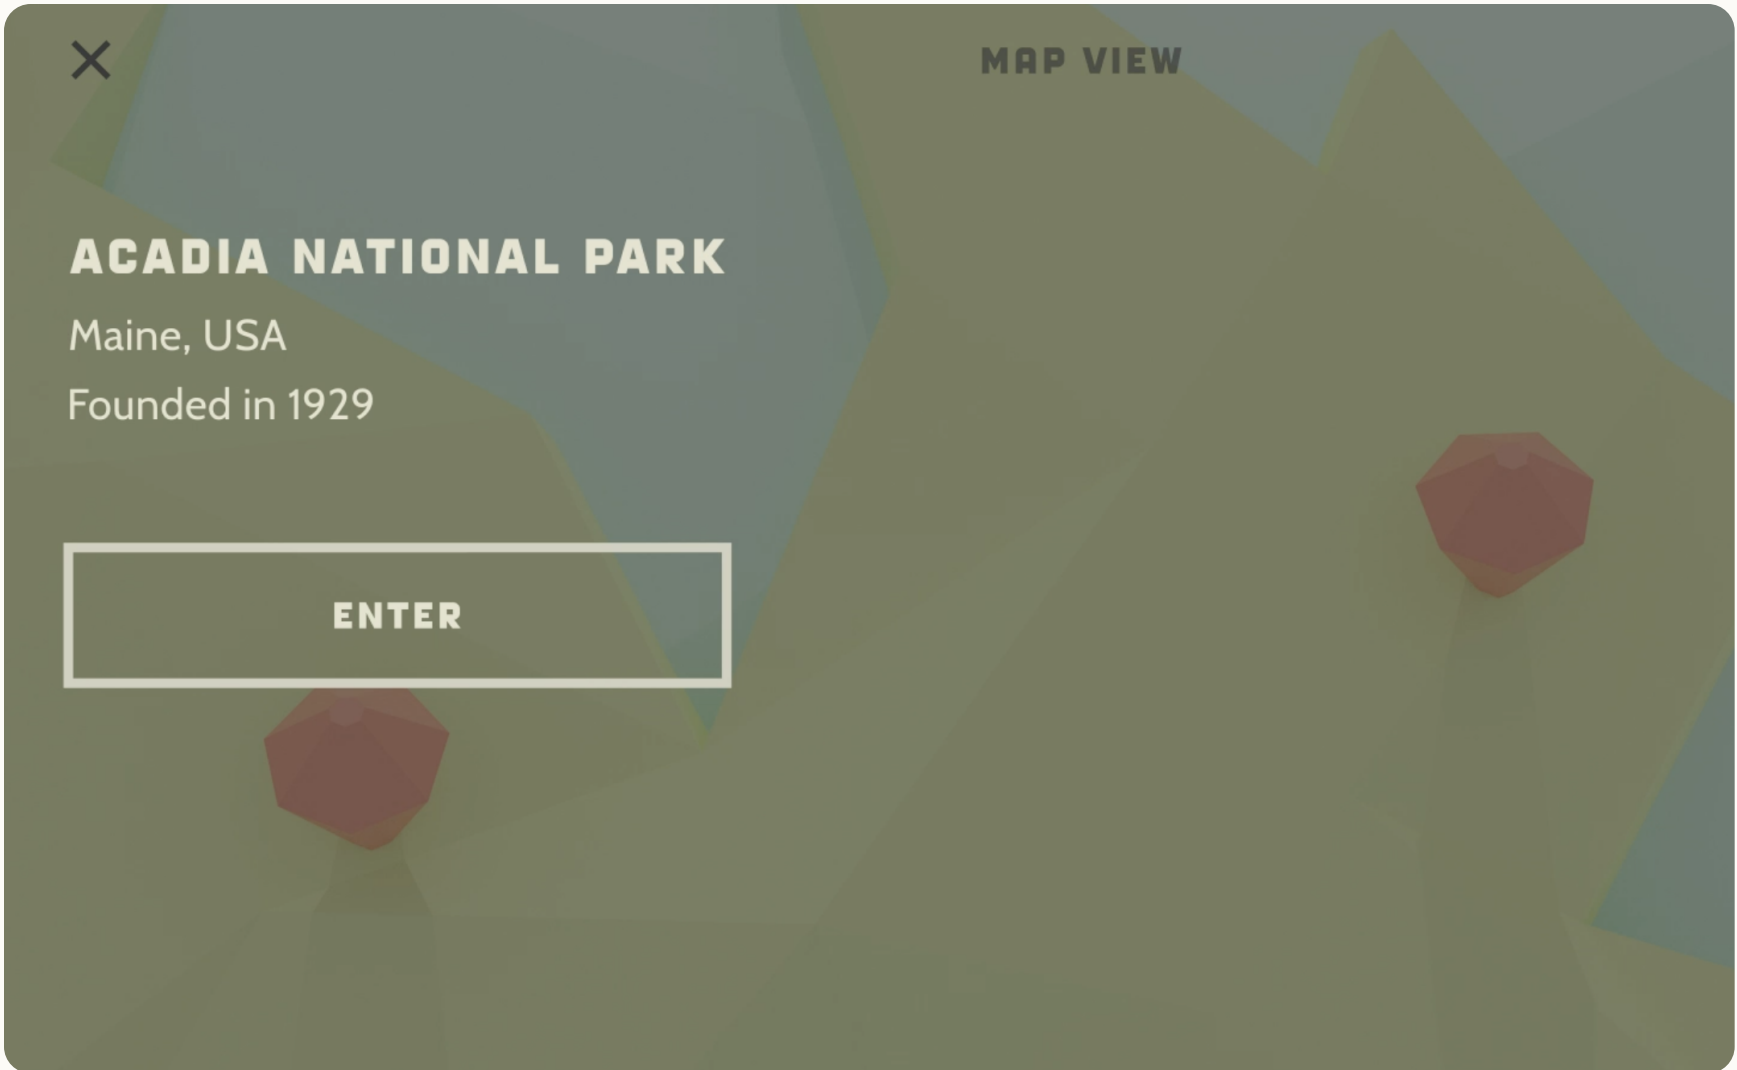 MAP VIEW
ACADIA NATIONAL PARK
Maine, USA
Founded in 1929
ENTER